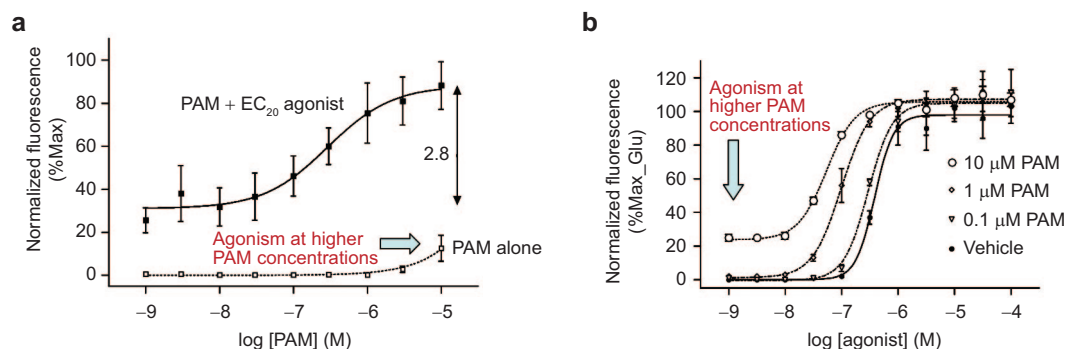 a
Normalized fluorescence
(%Max)
100
80
60
40
20
0
PAM + EC20 agonist
2.8
Agonism at higher
PAM concentrations
PAM alone
–9
–8
–7
–6
–5
log [PAM] (M)
b
Normalized fluorescence
(%Max_Glu)
120
100
80
60
40
20
0
Agonism at
higher PAM
concentrations
10 μM PAM
1 μM PAM
0.1 μM PAM
Vehicle
–9
–8
–7
–6
–5
–4
log [agonist] (M)